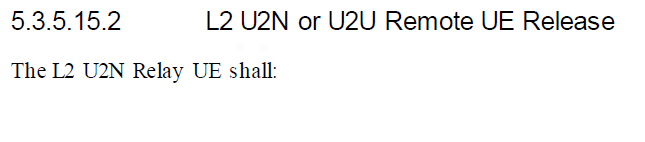 5.3.5.15.2 L2 U2N or U2U Remote UE Release
The L2 U2N Relay UE shall: